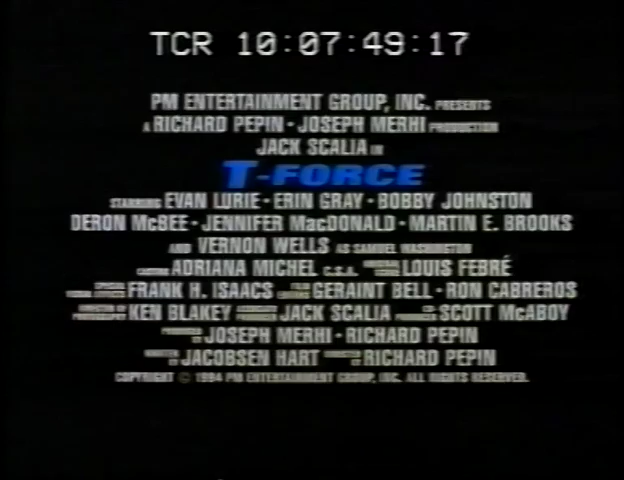 TCR 10:07:49:17
PM ENTERTAINMENT GROUP, INC. PRESENTS
A RICHARD PEPIN • JOSEPH MERHI PRODUCTION
JACK SCALIA IN
T-FORCE
STARRING EVAN LURIE • ERIN GRAY • BOBBY JOHNSTON
DERON McBEE • JENNIFER MacDONALD • MARTIN E. BROOKS
AND VERNON WELLS AS SAMUEL WASHINGTON
CASTING ADRIANA MICHEL C.S.A. LOUIS FEBRÉ
FRANK H. ISAACS GERAINT BELL • RON CABREROS
KEN BLAKEY JACK SCALIA SCOTT McABOY
JOSEPH MERHI • RICHARD PEPIN
JACOBSEN HART RICHARD PEPIN
COPYRIGHT © 1994 PM ENTERTAINMENT GROUP, INC. ALL RIGHTS RESERVED.